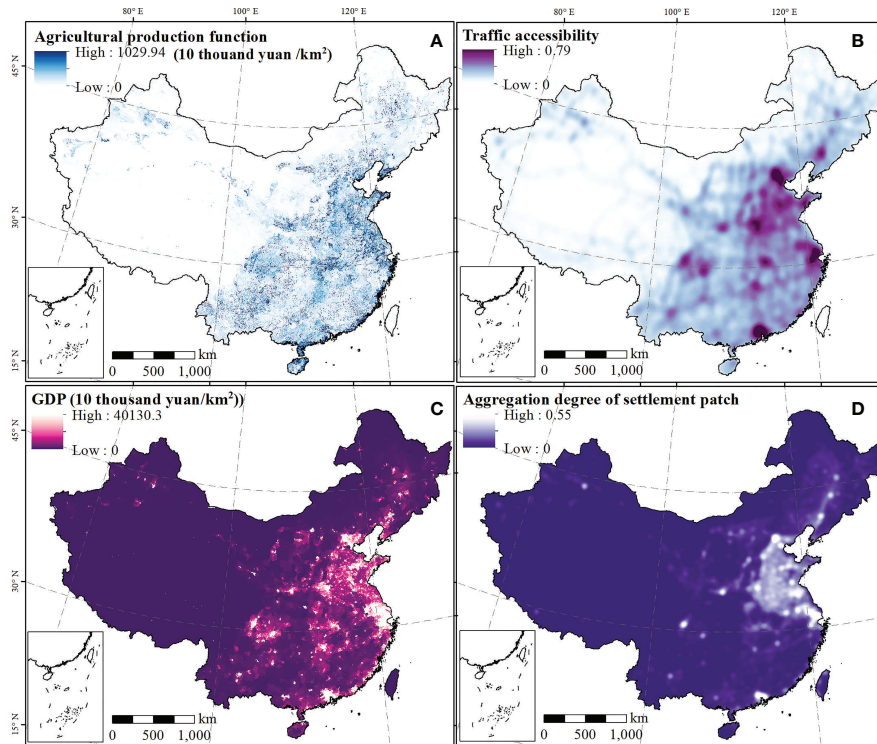 100°E 120°E
Agricultural production function
A
High : 1029.94
(10 thouand yuan /km²)
Low : 0
45°N
30°N
15°N
km
0 500 1,000
100°E 120°E
Traffic accessibility
B
High : 0.79
Low : 0
45°N
30°N
15°N
km
0 500 1,000
GDP (10 thousand yuan/km²))
C
High : 40130.3
Low : 0
45°N
30°N
15°N
km
0 500 1,000
Aggregation degree of settlement patch
D
High : 0.55
Low : 0
45°N
30°N
15°N
km
0 500 1,000